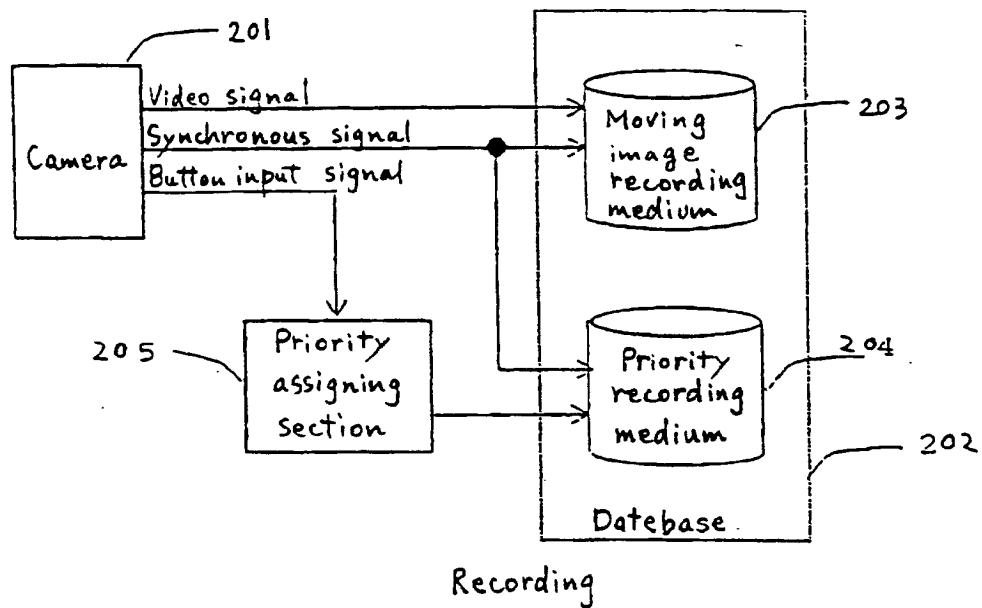 201
Video signal
Synchronous signal
Button input signal
Camera
Moving
image
recording
medium
203
205
Priority
assigning
section
Priority
recording
medium
204
202
Datebase
Recording